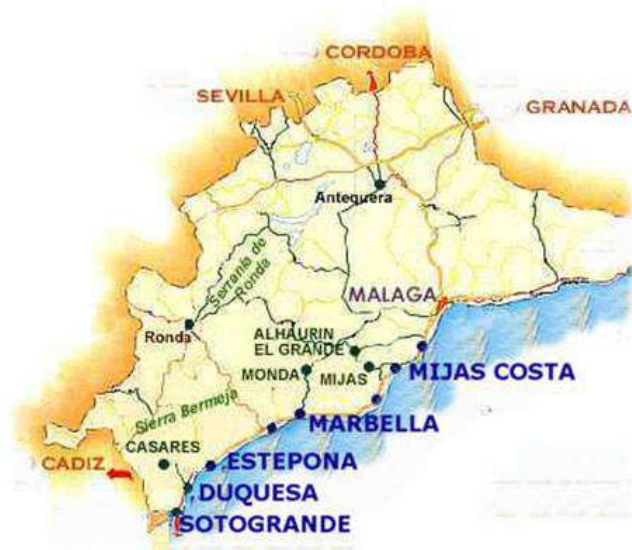 CORDOBA
SEVILLA
GRANADA
Antequera
Serranía de
Ronda
MALAGA
Ronda
ALHAURIN
EL GRANDE
MONDA
MIJAS
MIJAS COSTA
Sierra Bermeja
MARBELLA
CASARES
ESTEPONA
CADIZ
DUQUESA
SOTOGRANDE